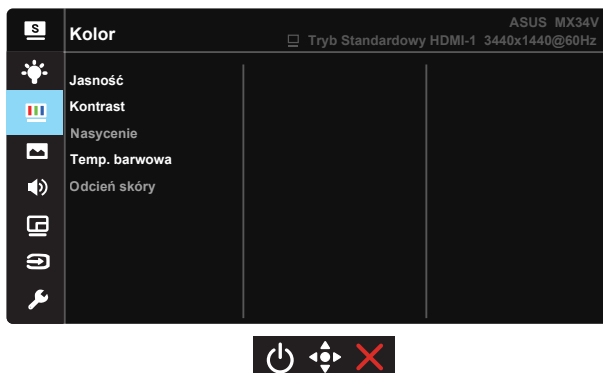 S
Kolor
ASUS MX34V
Tryb Standardowy HDMI-1 3440x1440@60Hz
Jasność
Kontrast
Nasycenie
Temp. barwowa
Odcień skóry